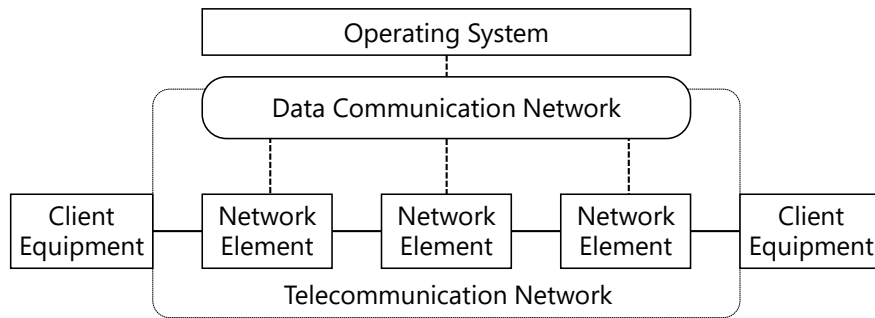 Operating System
Data Communication Network
Client
Equipment
Network
Element
Network
Element
Network
Element
Client
Equipment
Telecommunication Network